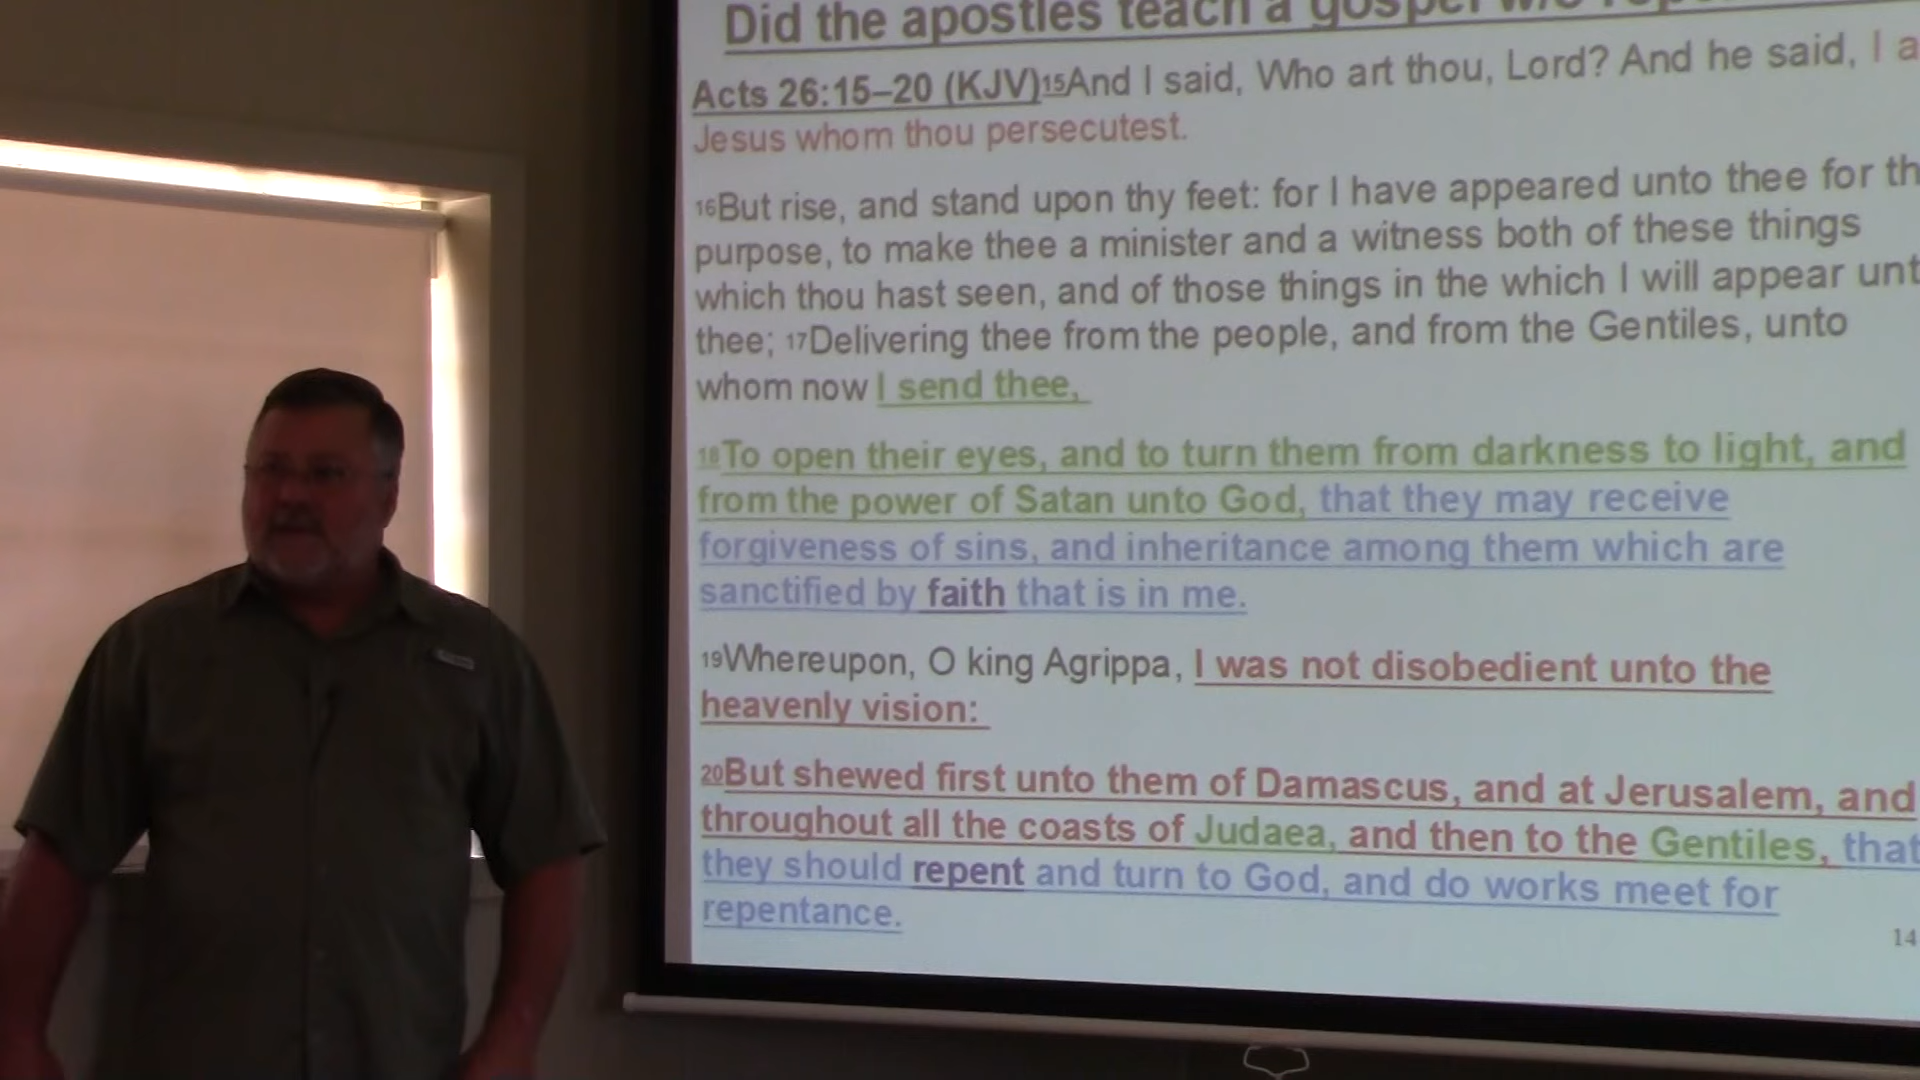 Did the apostles teach a gospel w/o
Acts 26:15–20 (KJV)15And I said, Who art thou, Lord? And he said, I a
Jesus whom thou persecutest.
16But rise, and stand upon thy feet: for I have appeared unto thee for th
purpose, to make thee a minister and a witness both of these things
which thou hast seen, and of those things in the which I will appear unt
thee; 17Delivering thee from the people, and from the Gentiles, unto
whom now I send thee,
18To open their eyes, and to turn them from darkness to light, and
from the power of Satan unto God, that they may receive
forgiveness of sins, and inheritance among them which are
sanctified by faith that is in me.
19Whereupon, O king Agrippa, I was not disobedient unto the
heavenly vision:
20But shewed first unto them of Damascus, and at Jerusalem, and
throughout all the coasts of Judaea, and then to the Gentiles, that
they should repent and turn to God, and do works meet for
repentance.
14